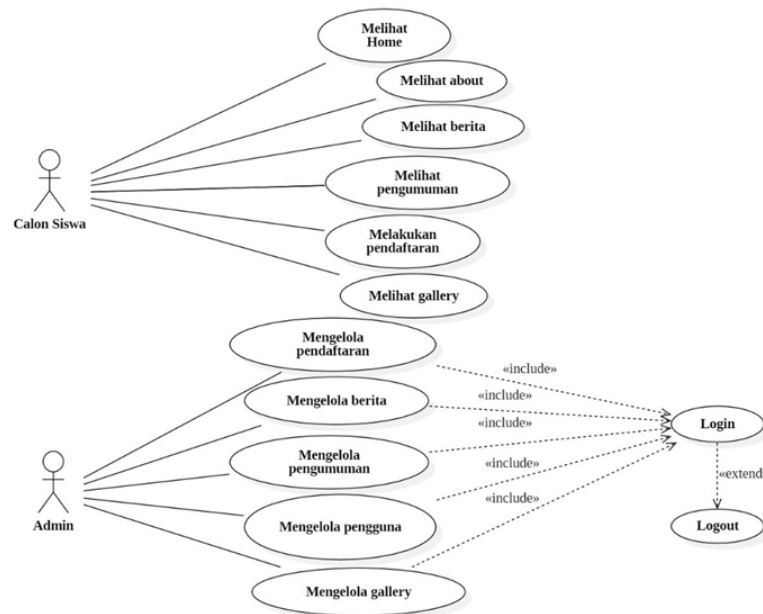 Melihat
Home
Melihat about
Melihat berita
Melihat
pengumuman
Calon Siswa
Melakukan
pendaftaran
Melihat gallery
Mengelola
pendaftaran
«include»
Mengelola berita
«include»
«include»
Login
Mengelola
pengumuman
«include»
«extend
Admin
Mengelola pengguna
«include»
Logout
Mengelola gallery